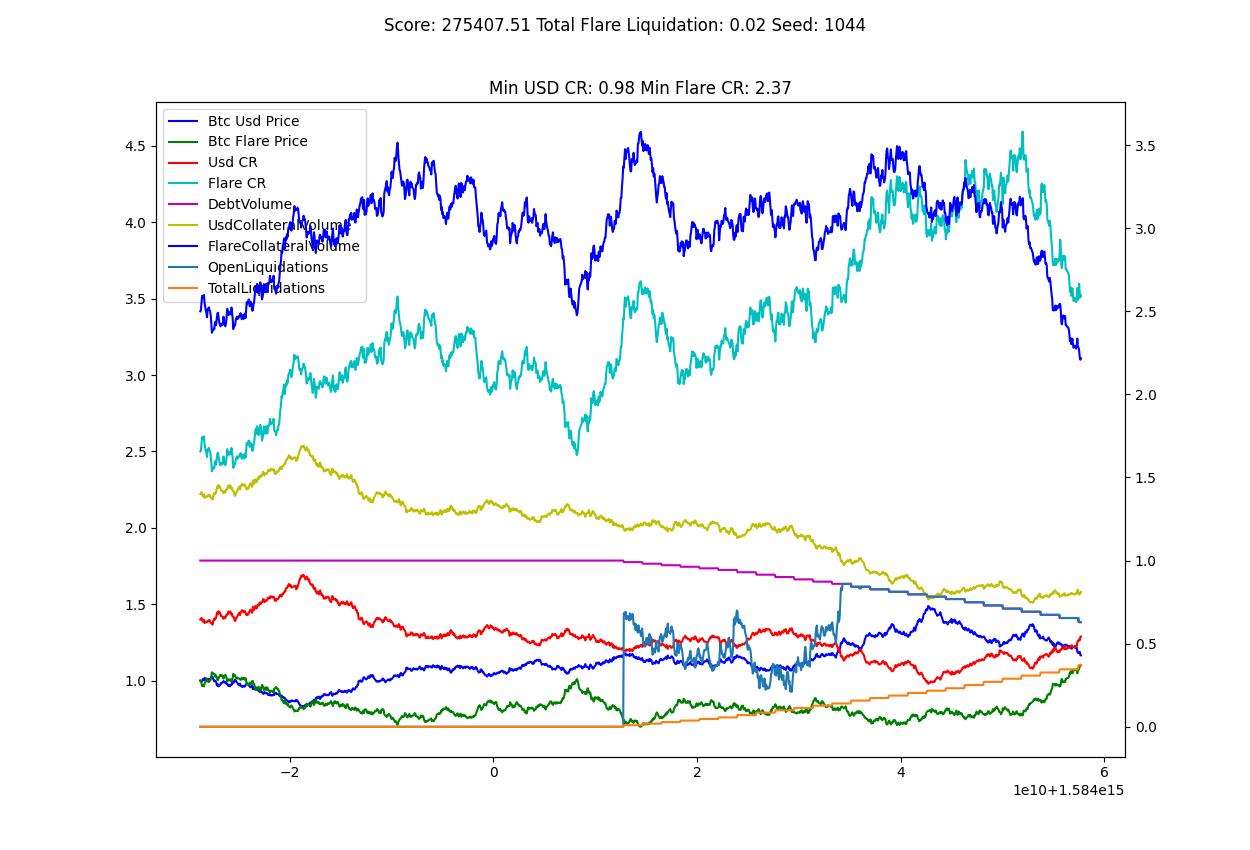 Score: 275407.51 Total Flare Liquidation: 0.02 Seed: 1044
Min USD CR: 0.98 Min Flare CR: 2.37
Btc Usd Price
Btc Flare Price
Usd CR
Flare CR
DebtVolume
UsdCollateralVolume
FlareCollateralVolume
OpenLiquidations
TotalLiquidations
4.5
4.0
3.5
3.0
2.5
2.0
1.5
1.0
3.5
3.0
2.5
2.0
1.5
1.0
0.5
0.0
−2 0 2 4 6
1e10+1.584e15